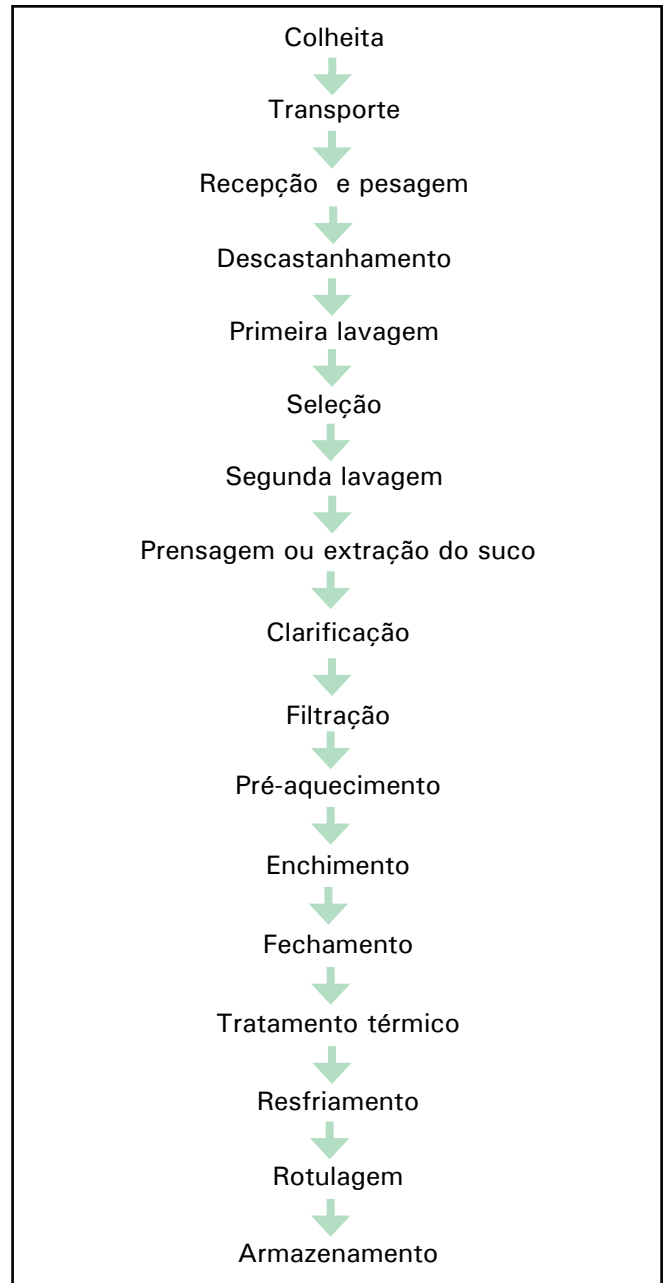 Colheita
Transporte
Recepção e pesagem
Descastanhamento
Primeira lavagem
Seleção
Segunda lavagem
Prensagem ou extração do suco
Clarificação
Filtração
Pré-aquecimento
Enchimento
Fechamento
Tratamento térmico
Resfriamento
Rotulagem
Armazenamento